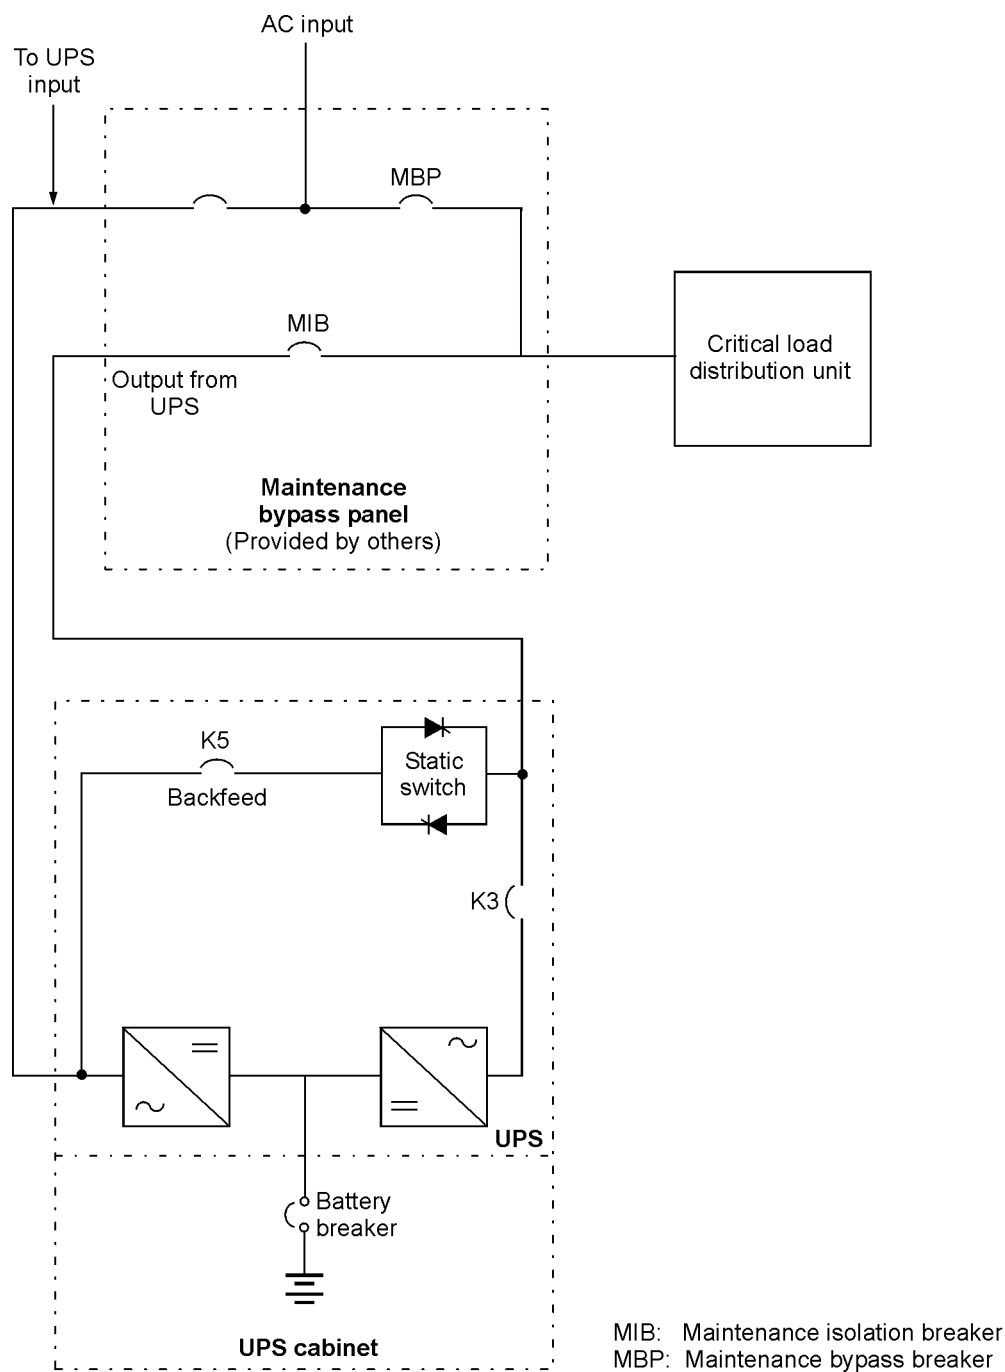 AC input
To UPS
input
MBP
MIB
Output from
UPS
Critical load
distribution unit
Maintenance
bypass panel
(Provided by others)
K5
Backfeed
Static
switch
K3
UPS
Battery
breaker
UPS cabinet
MIB: Maintenance isolation breaker
MBP: Maintenance bypass breaker